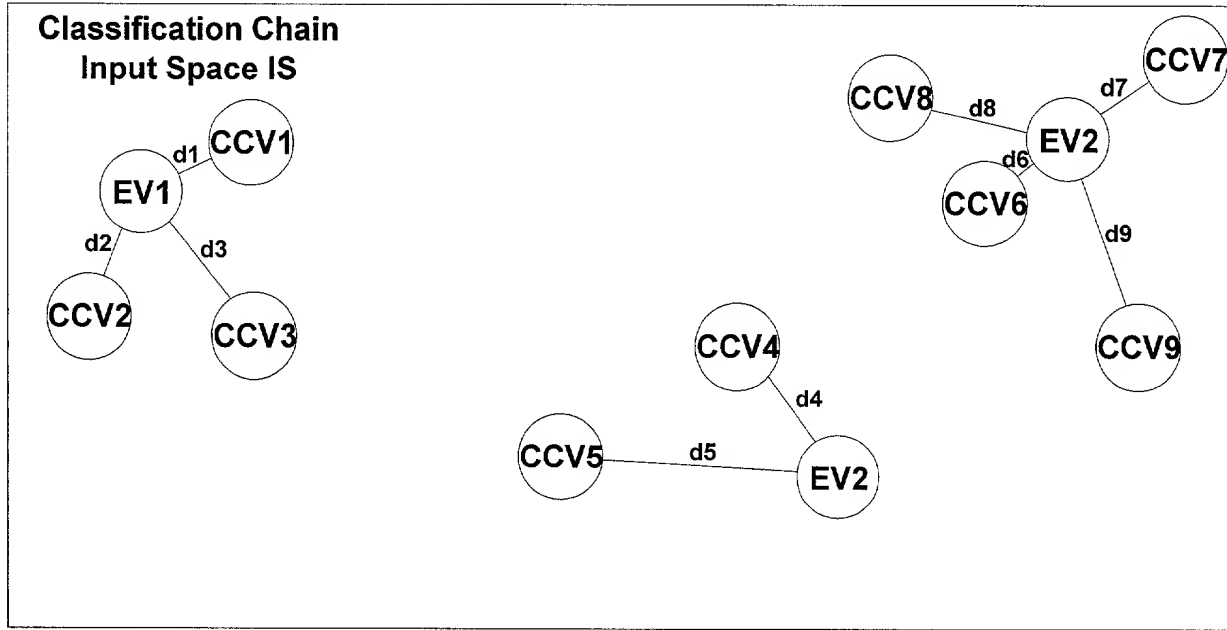 Classification Chain
Input Space IS
CCV1
d1
EV1
d2
d3
CCV2
CCV3
CCV7
CCV8
d7
d8
EV2
d6
CCV6
d9
CCV9
CCV4
d4
CCV5
d5
EV2